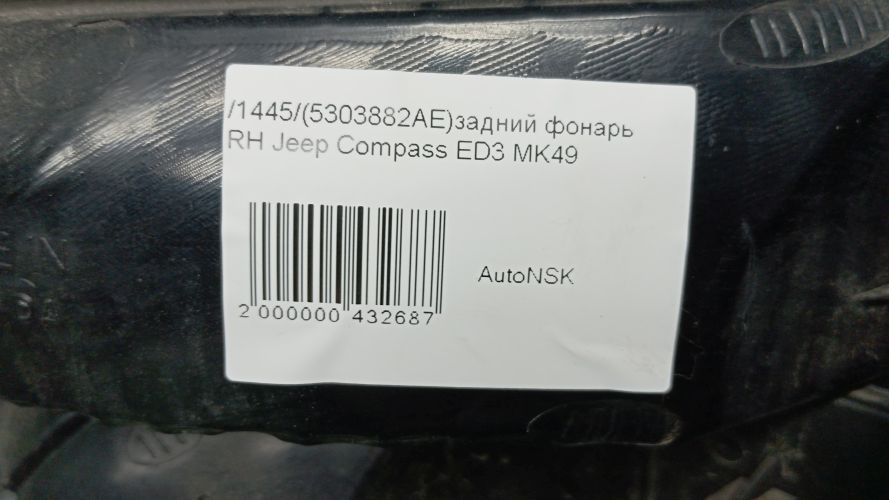 /1445/(5303882AE)задний фонарь
RH Jeep Compass ED3 MK49
AutoNSK
2 000000 432687